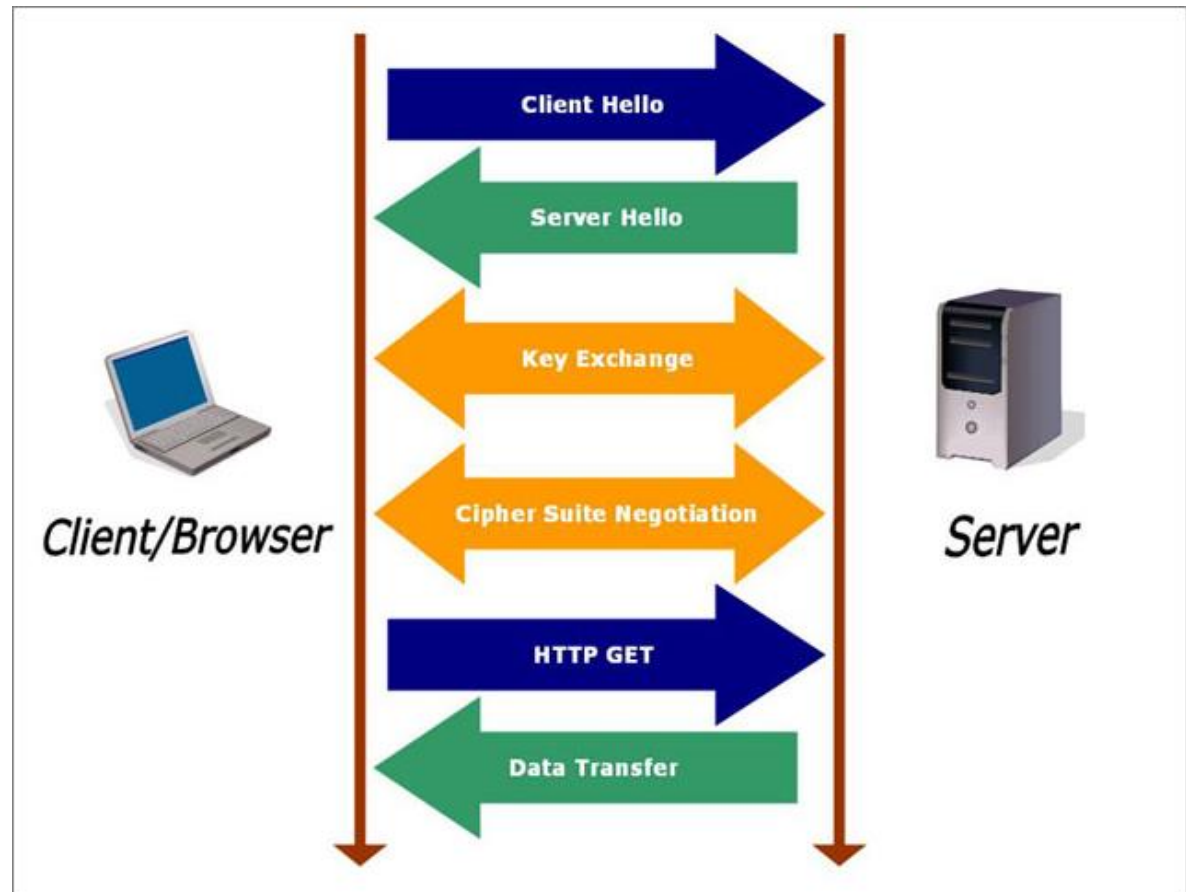 Client Hello
Server Hello
Key Exchange
Cipher Suite Negotiation
Client/Browser
Server
HTTP GET
Data Transfer